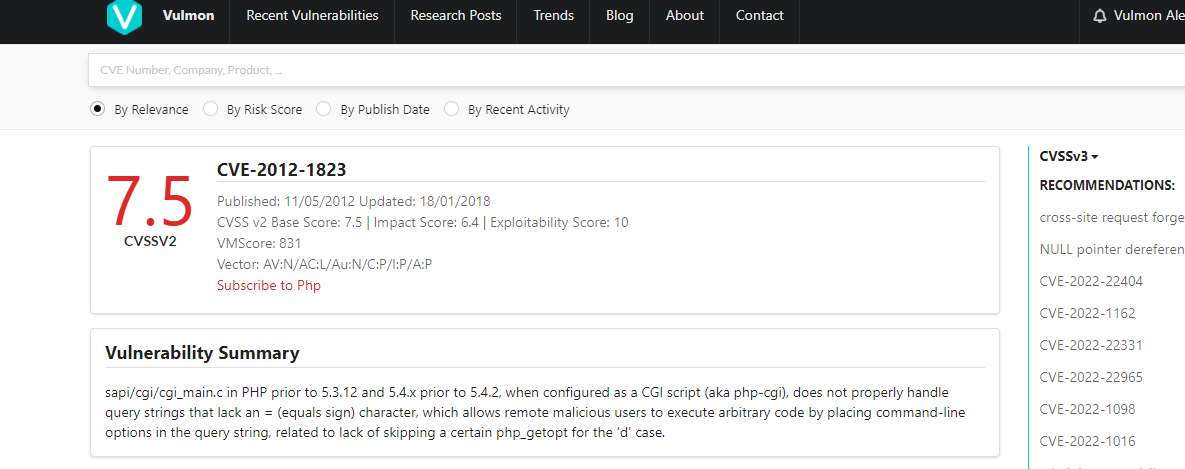 Vulmon Recent Vulnerabilities Research Posts Trends Blog About Contact Vulmon Ale
CVE Number, Company, Product, ...
By Relevance By Risk Score By Publish Date By Recent Activity
7.5
CVSSV2
CVE-2012-1823
Published: 11/05/2012 Updated: 18/01/2018
CVSS v2 Base Score: 7.5 | Impact Score: 6.4 | Exploitability Score: 10
VMScore: 831
Vector: AV:N/AC:L/Au:N/C:P/I:P/A:P
Subscribe to Php
Vulnerability Summary
sapi/cgi/cgi_main.c in PHP prior to 5.3.12 and 5.4.x prior to 5.4.2, when configured as a CGI script (aka php-cgi), does not properly handle
query strings that lack an = (equals sign) character, which allows remote malicious users to execute arbitrary code by placing command-line
options in the query string, related to lack of skipping a certain php_getopt for the 'd' case.
CVSSv3
RECOMMENDATIONS:
cross-site request forge
NULL pointer dereferen
CVE-2022-22404
CVE-2022-1162
CVE-2022-22331
CVE-2022-22965
CVE-2022-1098
CVE-2022-1016